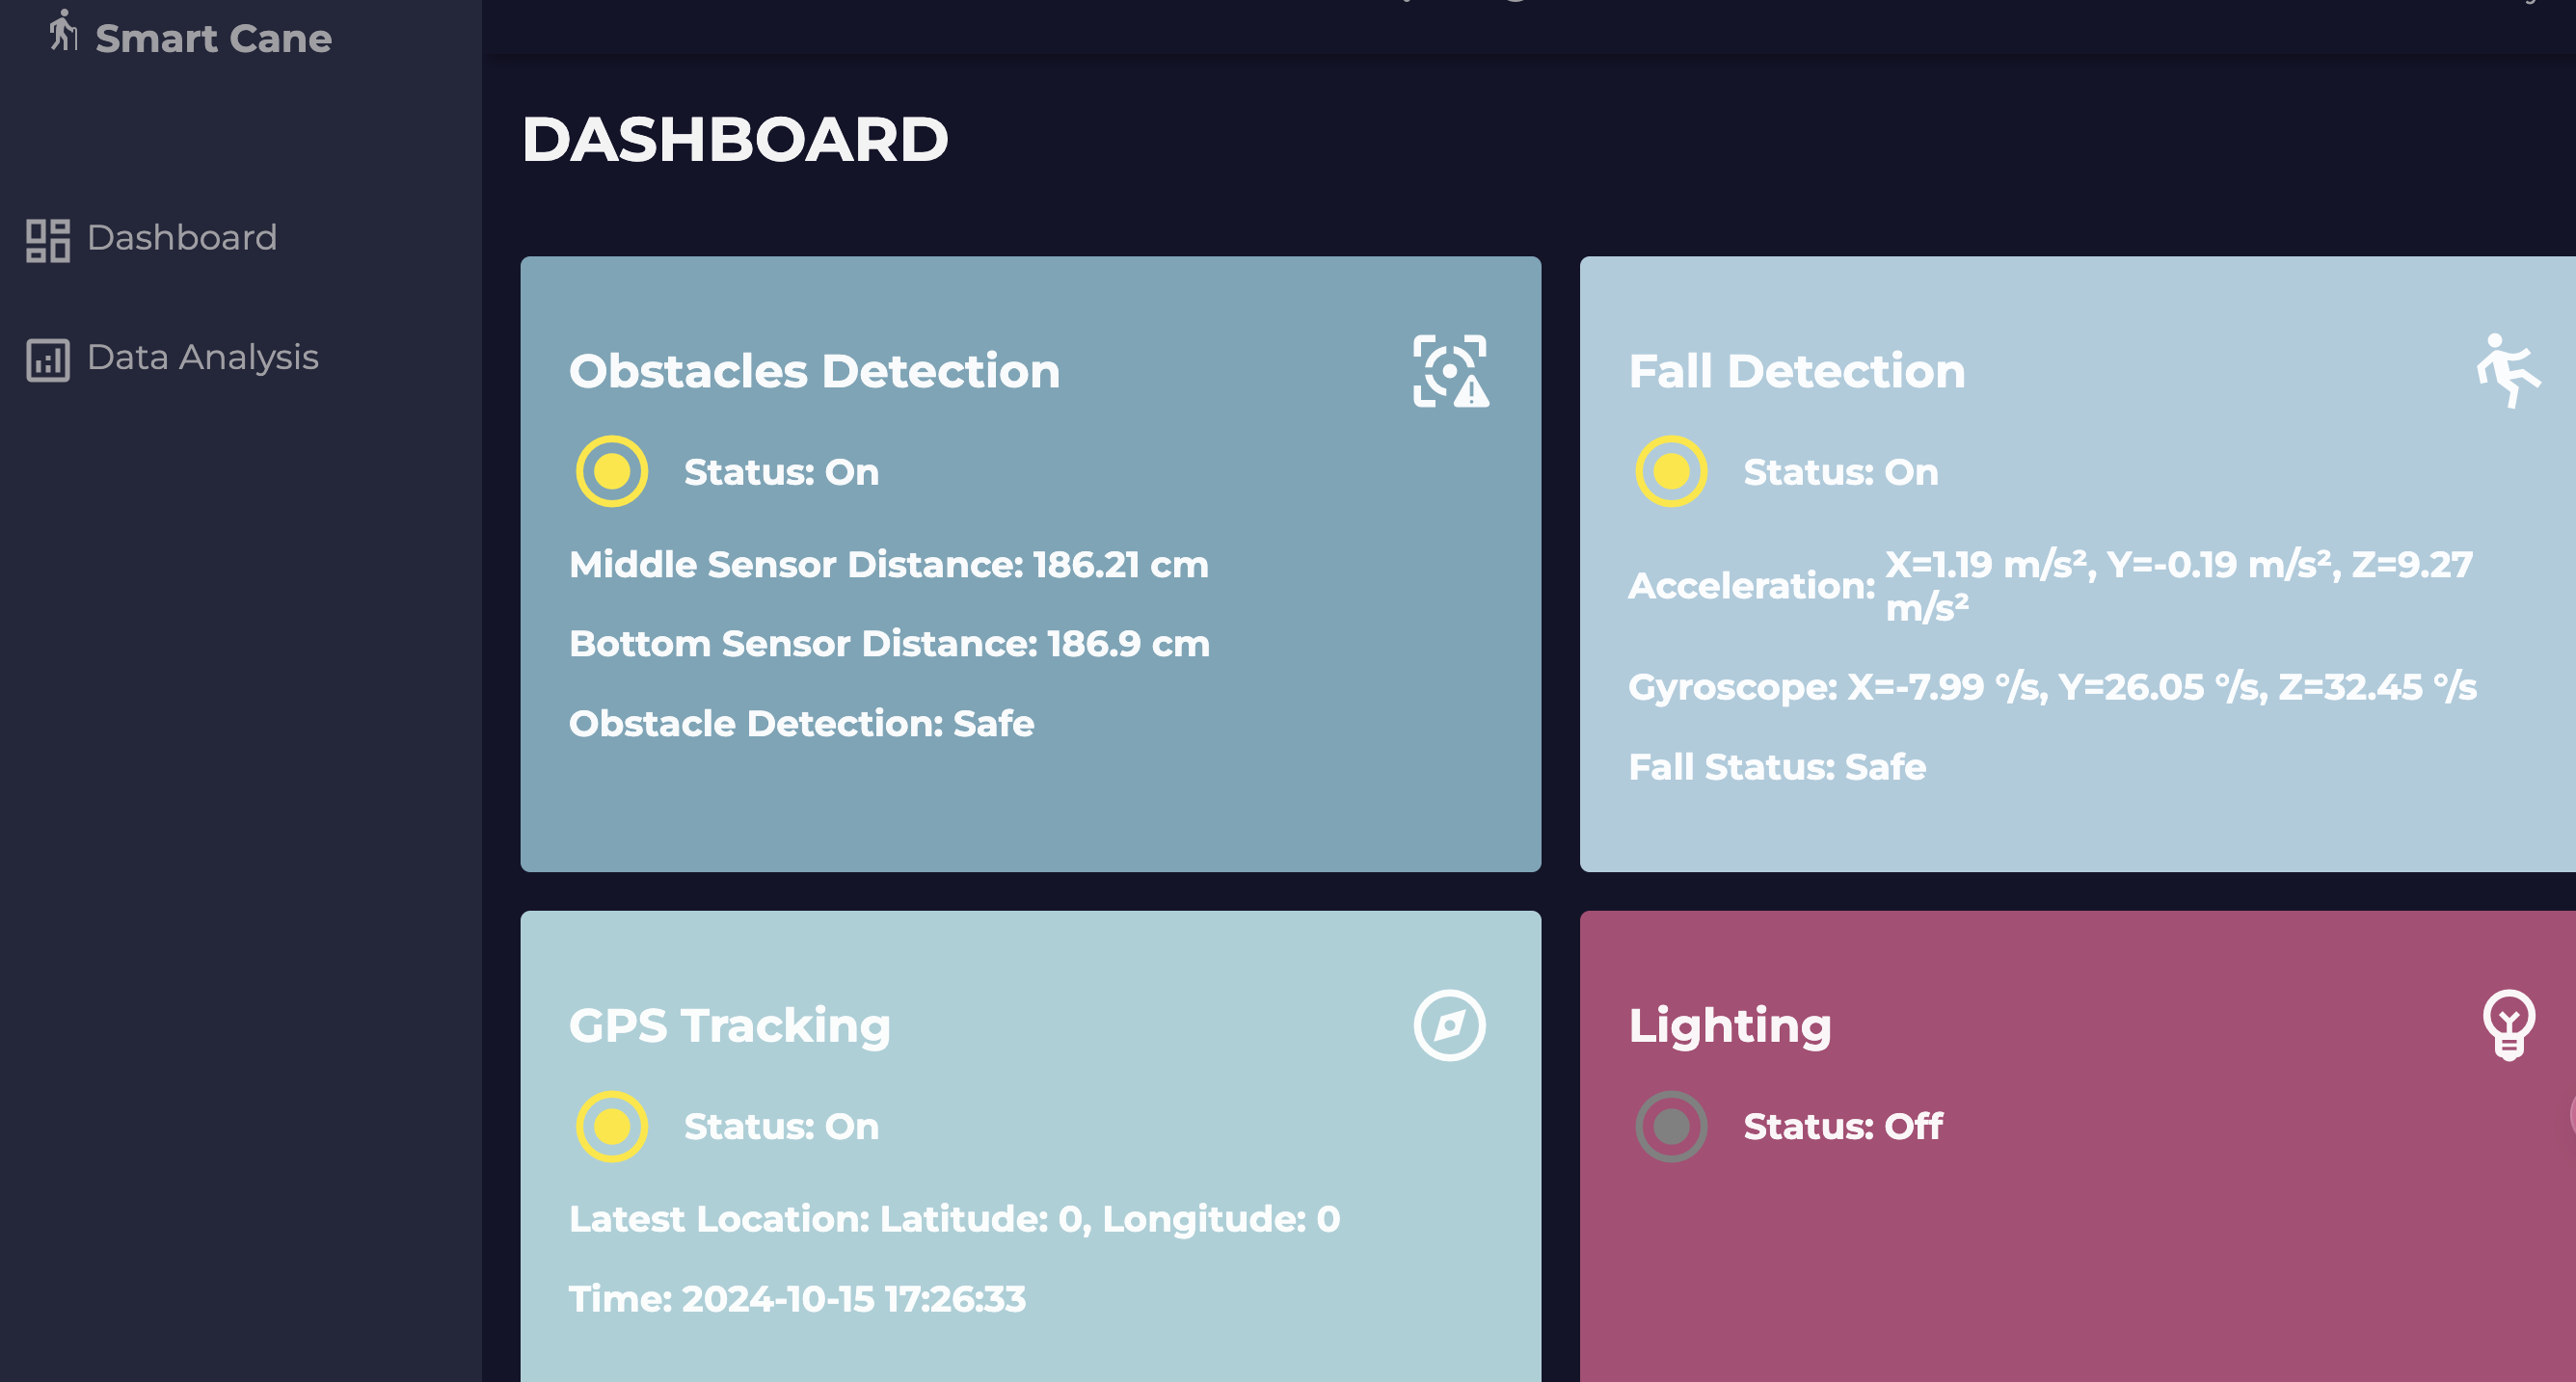 Smart Cane
Dashboard
Data Analysis
DASHBOARD
Obstacles Detection
Status: On
Middle Sensor Distance: 186.21 cm
Bottom Sensor Distance: 186.9 cm
Obstacle Detection: Safe
Fall Detection
Status: On
Acceleration: X=1.19 m/s², Y=-0.19 m/s², Z=9.27
m/s²
Gyroscope: X=-7.99 °/s, Y=26.05 °/s, Z=32.45 °/s
Fall Status: Safe
GPS Tracking
Status: On
Latest Location: Latitude: 0, Longitude: 0
Time: 2024-10-15 17:26:33
Lighting
Status: Off